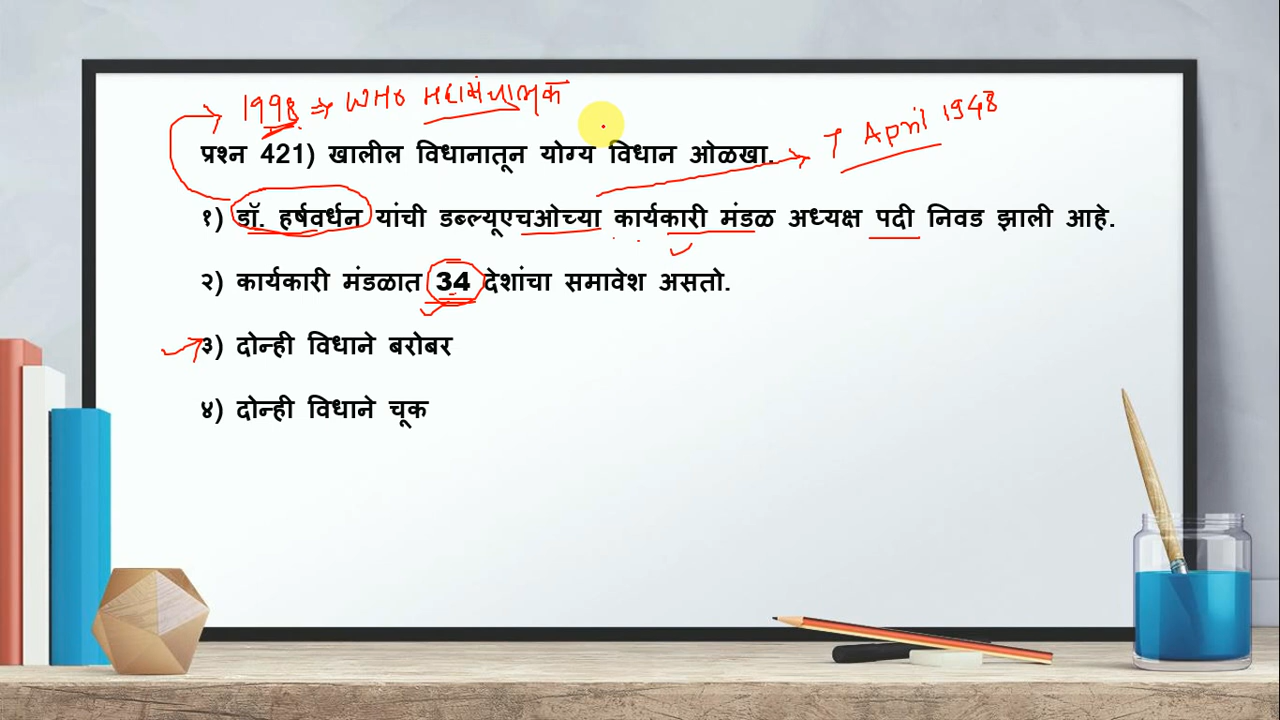 1998 ⇒ WHO महासंचालक
7 April 1948
प्रश्न 421) खालील विधानातून योग्य विधान ओळखा.
१) डॉ. हर्षवर्धन यांची डब्ल्यूएचओच्या कार्यकारी मंडळ अध्यक्ष पदी निवड झाली आहे.
२) कार्यकारी मंडळात 34 देशांचा समावेश असतो.
३) दोन्ही विधाने बरोबर
४) दोन्ही विधाने चूक